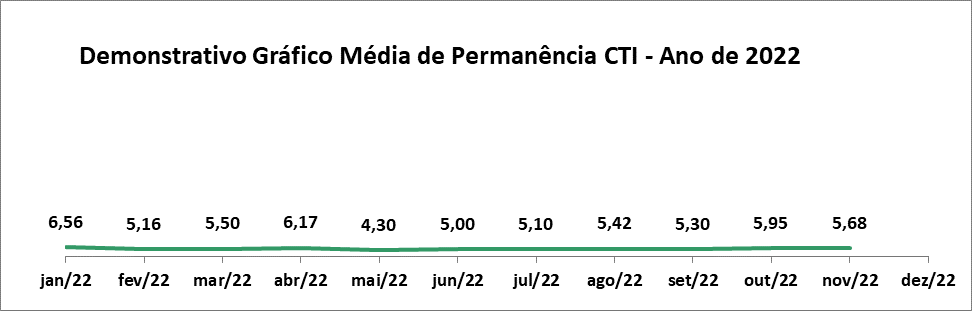 Demonstrativo Gráfico Média de Permanência CTI - Ano de 2022
6,56 5,16 5,50 6,17 4,30 5,00 5,10 5,42 5,30 5,95 5,68
jan/22 fev/22 mar/22 abr/22 mai/22 jun/22 jul/22 ago/22 set/22 out/22 nov/22 dez/22